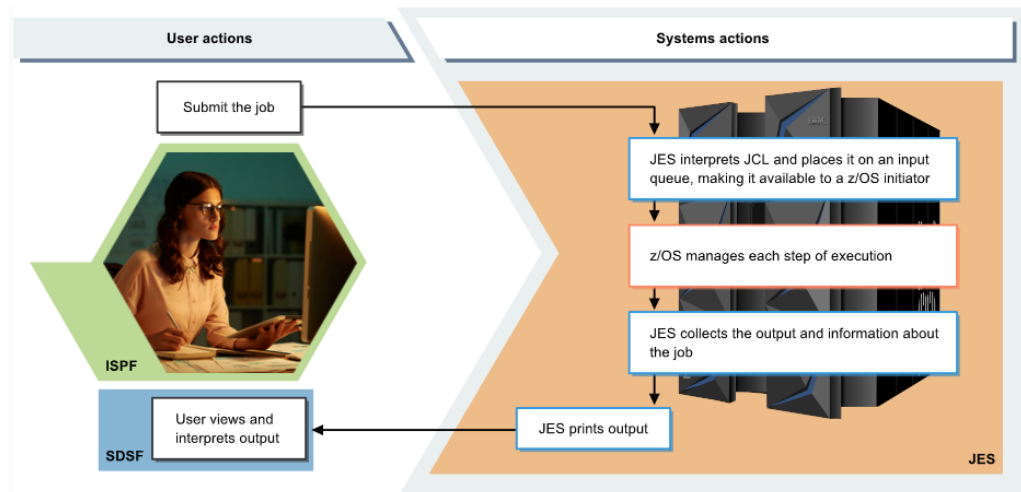 User actions
Systems actions
Submit the job
IBM
JES interprets JCL and places it on an input
queue, making it available to a z/OS initiator
z/OS manages each step of execution
JES collects the output and information about
the job
ISPF
User views and
interprets output
JES prints output
SDSF
JES